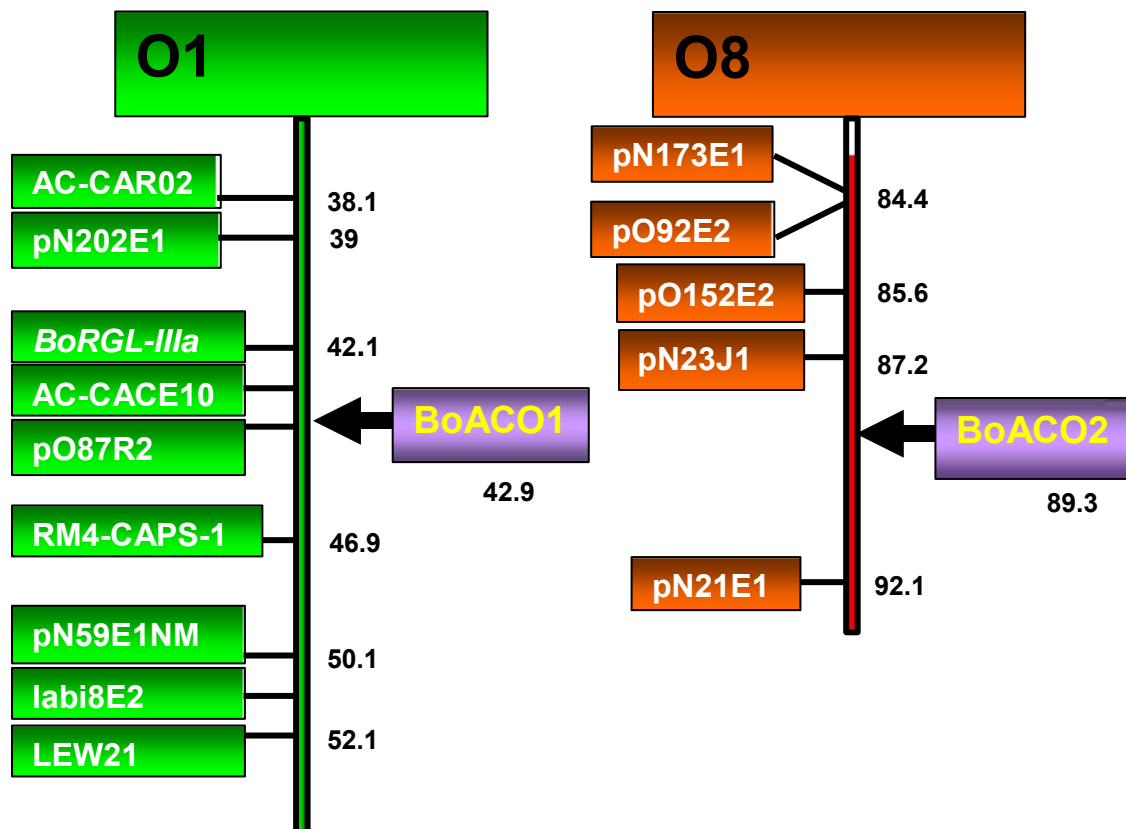 O1
AC-CAR02
38.1
pN202E1
39
BoRGL-IIIa
42.1
AC-CACE10
pO87R2
BoACO1
42.9
RM4-CAPS-1
46.9
pN59E1NM
50.1
labi8E2
LEW21
52.1
O8
pN173E1
84.4
pO92E2
pO152E2
85.6
pN23J1
87.2
BoACO2
89.3
pN21E1
92.1